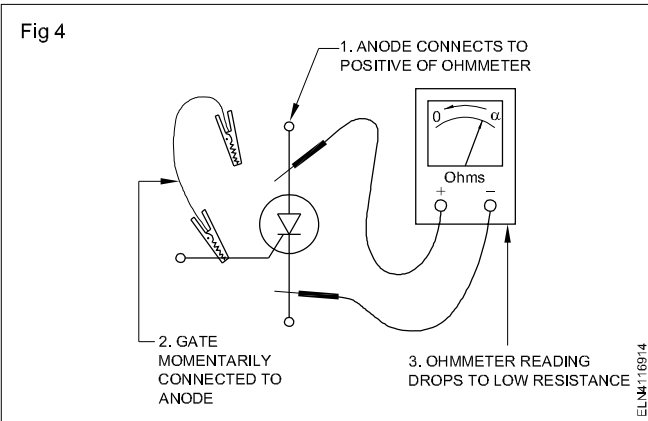 Fig 4
1. ANODE CONNECTS TO
POSITIVE OF OHMMETER
0 α
Ohms
+ −
2. GATE
MOMENTARILY
CONNECTED TO
ANODE
3. OHMMETER READING
DROPS TO LOW RESISTANCE
ELN4116914